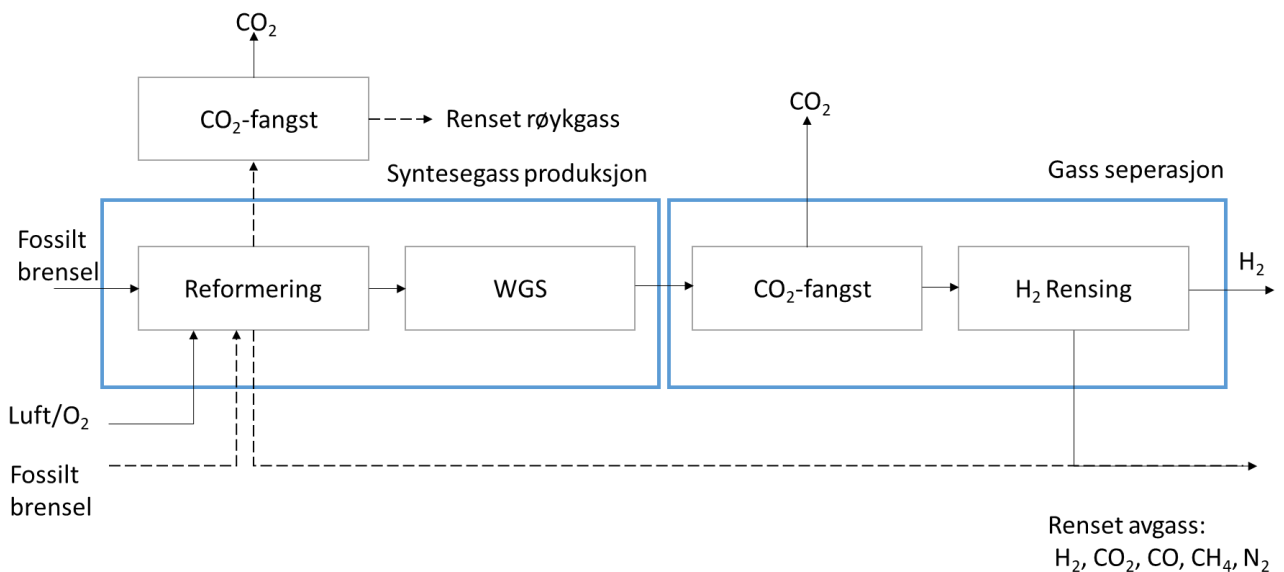 CO₂
CO₂-fangst
Renset røykgass
CO₂
Syntesegass produksjon
Gass seperasjon
Fossilt
brensel
Reformering
WGS
CO₂-fangst
H₂ Rensing
H₂
Luft/O₂
Fossilt
brensel
Renset avgass:
H₂, CO₂, CO, CH₄, N₂